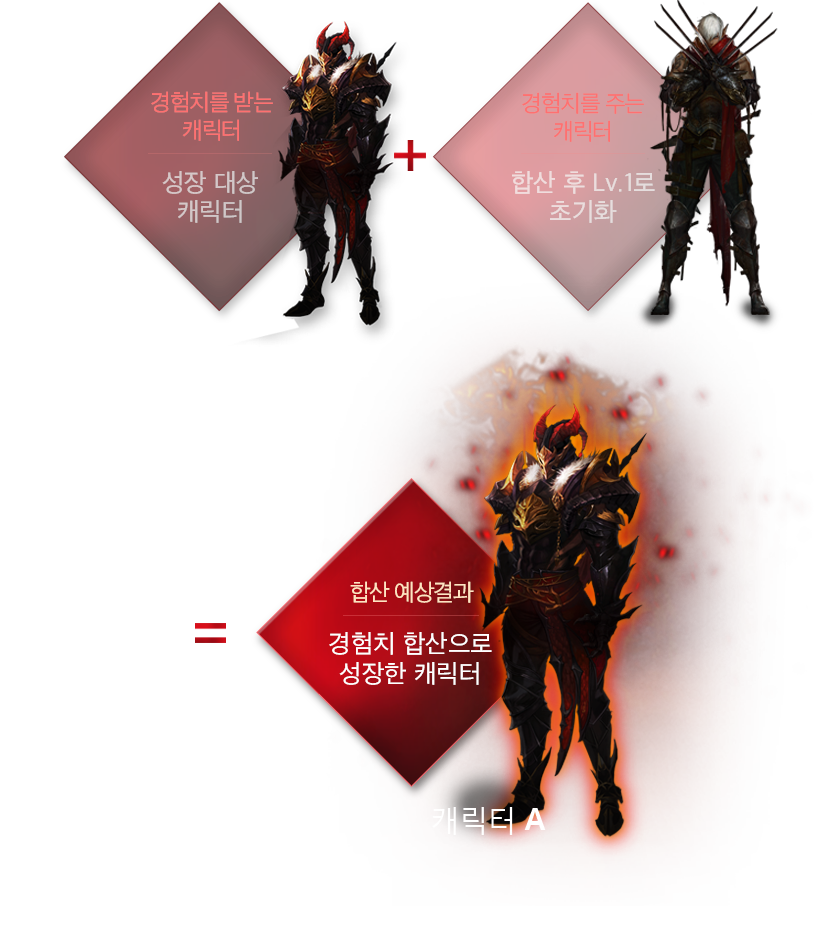 경험치를 받는
캐릭터
성장 대상
캐릭터
+
경험치를 주는
캐릭터
합산 후 Lv.1로
초기화
=
합산 예상결과
경험치 합산으로
성장한 캐릭터
캐릭터 A